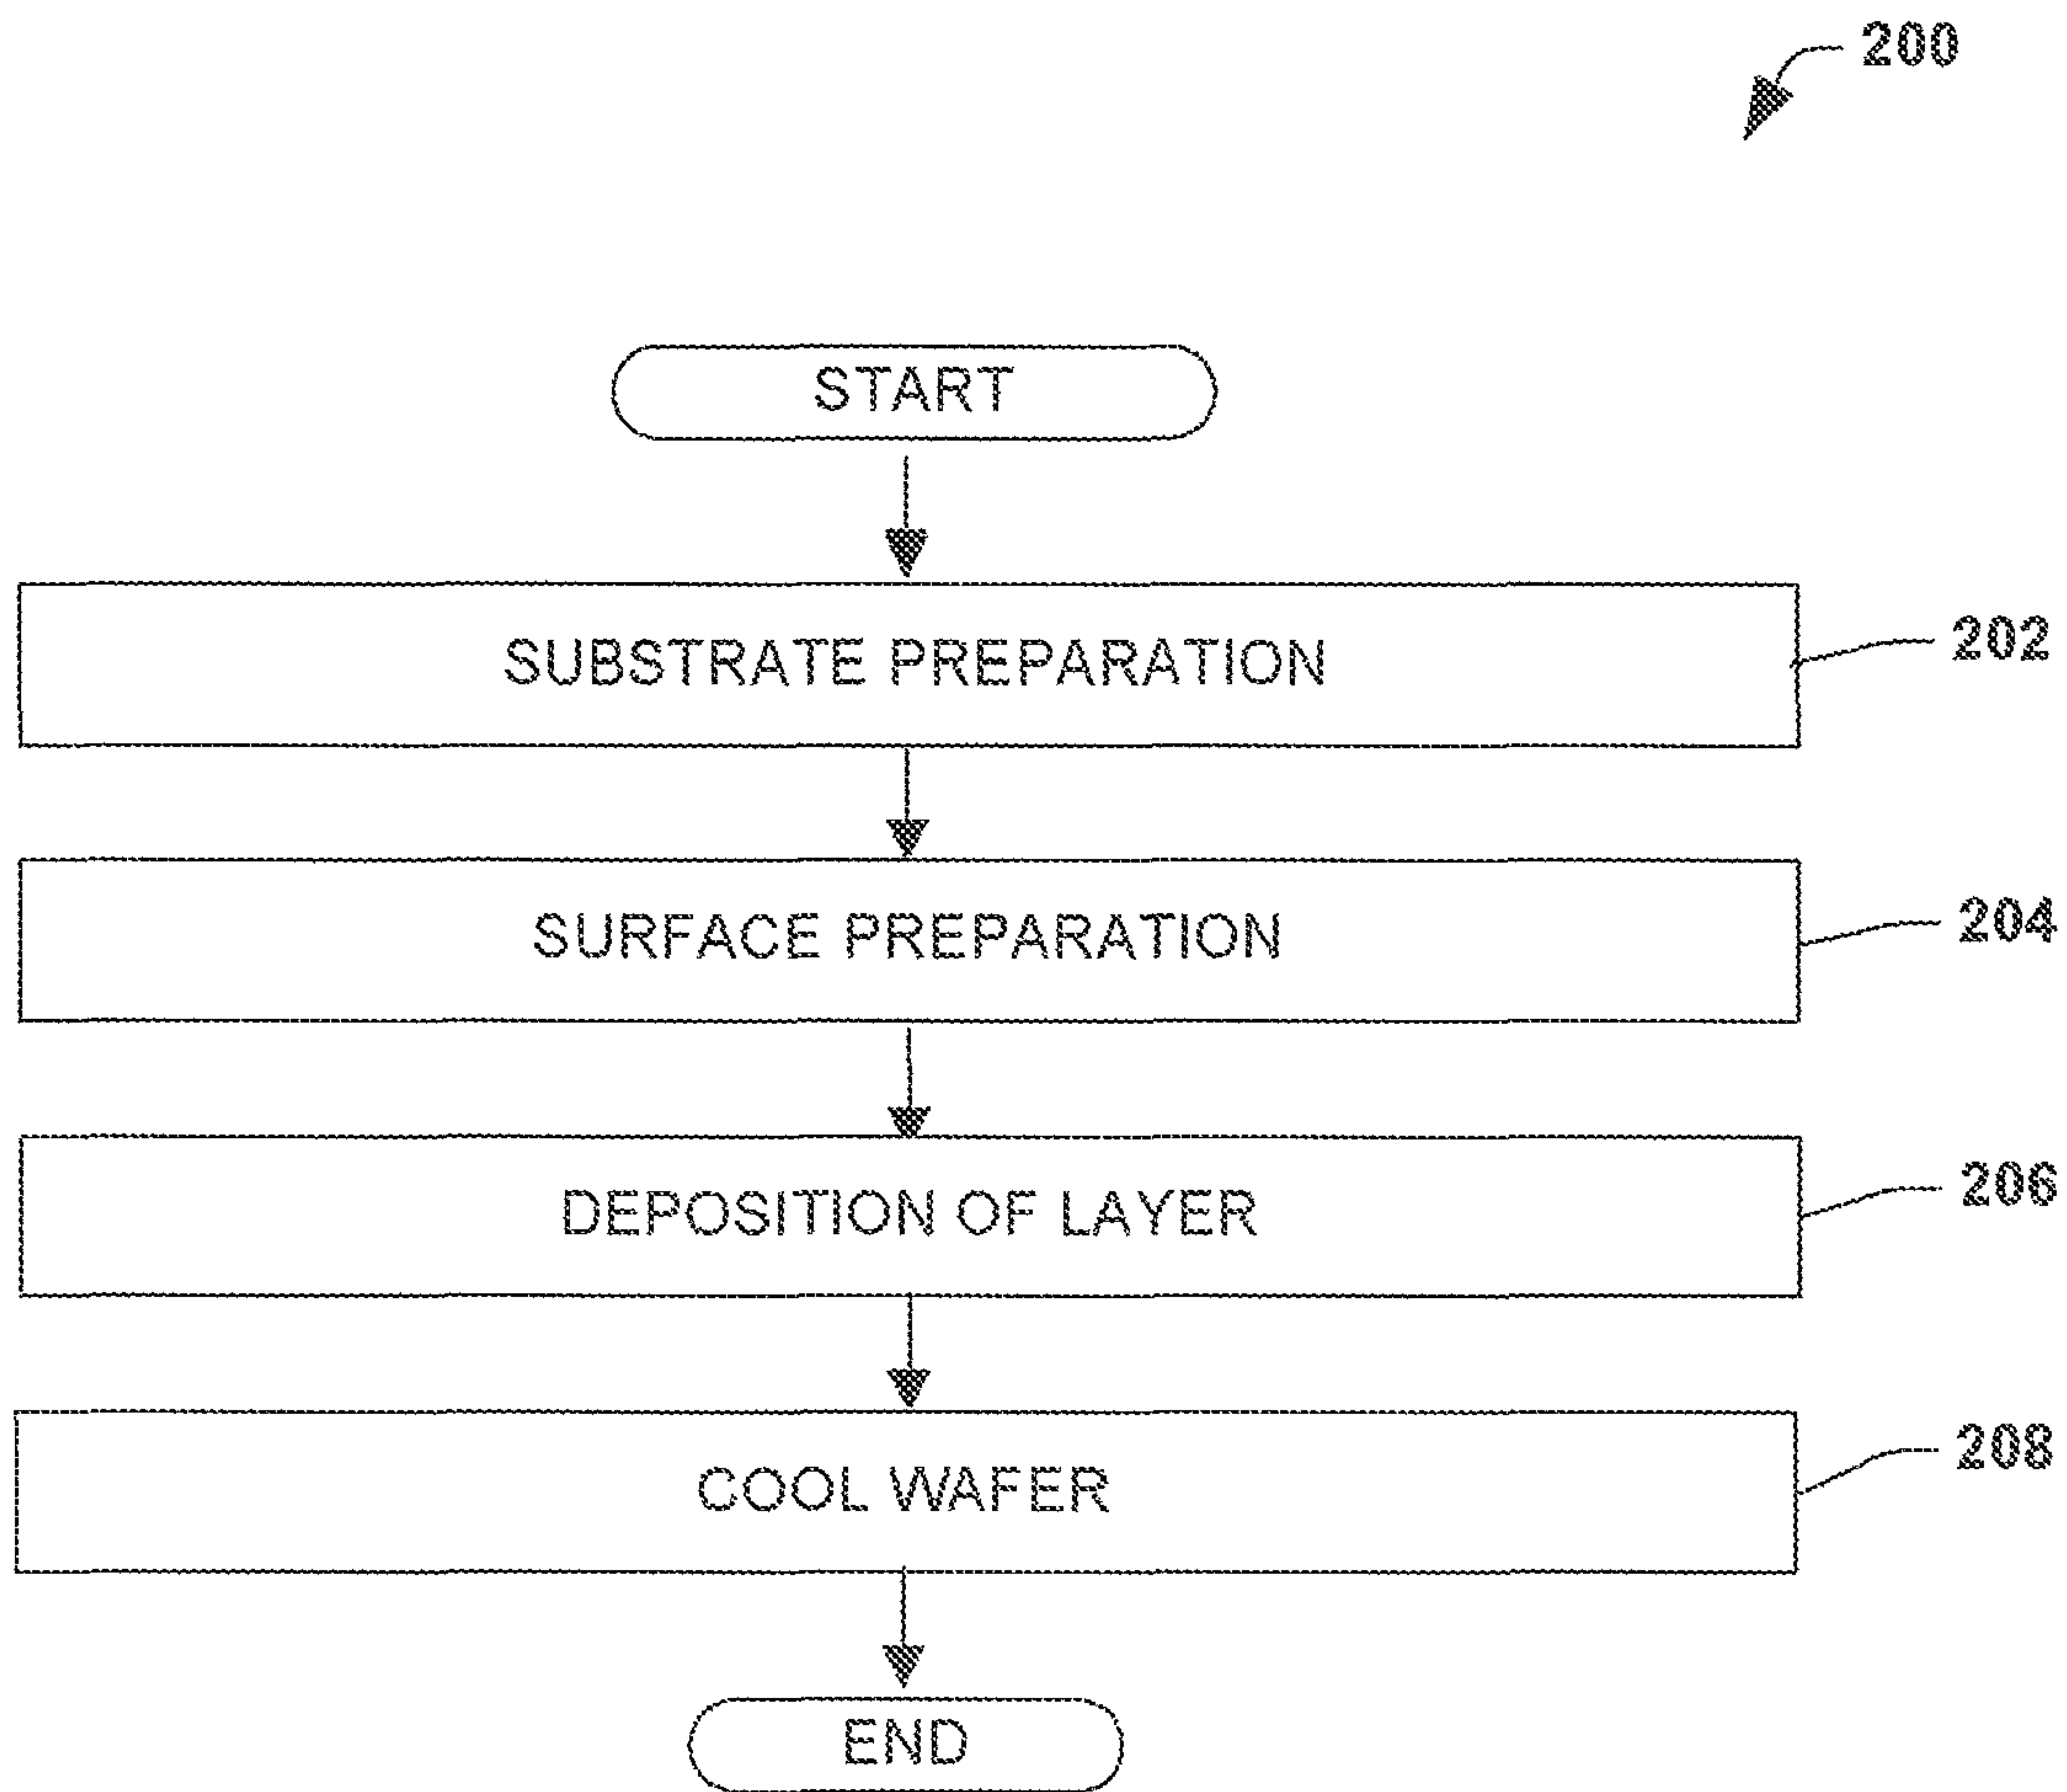 200
START
SUBSTRATE PREPARATION
202
SURFACE PREPARATION
204
DEPOSITION OF LAYER
206
COOL WAFER
208
END